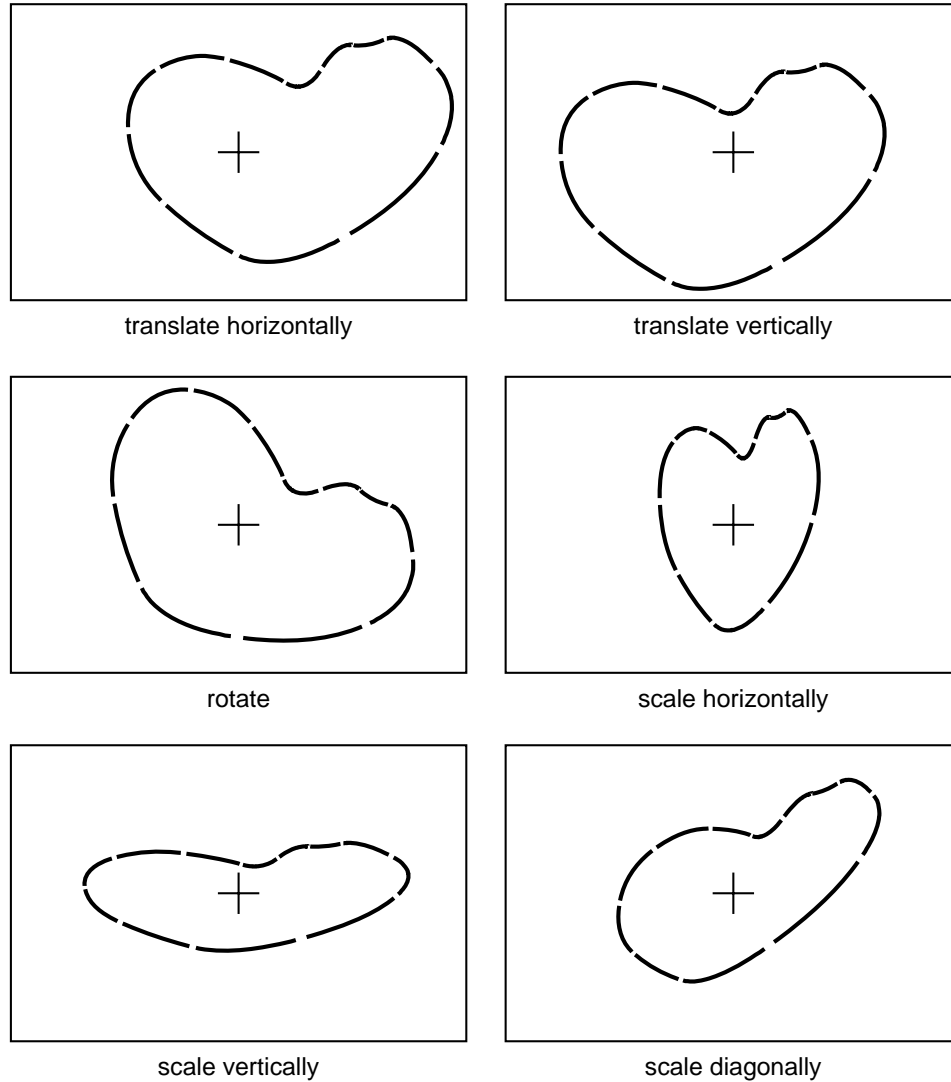 translate horizontally
translate vertically
rotate
scale horizontally
scale vertically
scale diagonally